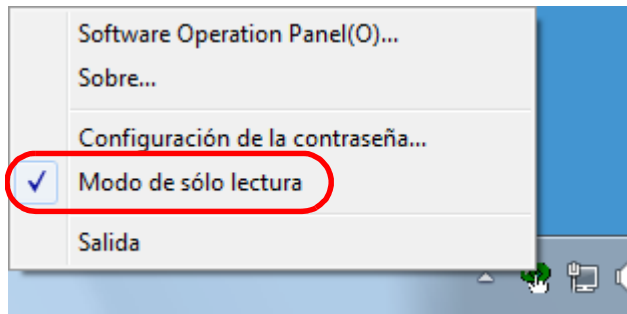 Software Operation Panel(O)...
Sobre...
Configuración de la contraseña...
Modo de sólo lectura
Salida